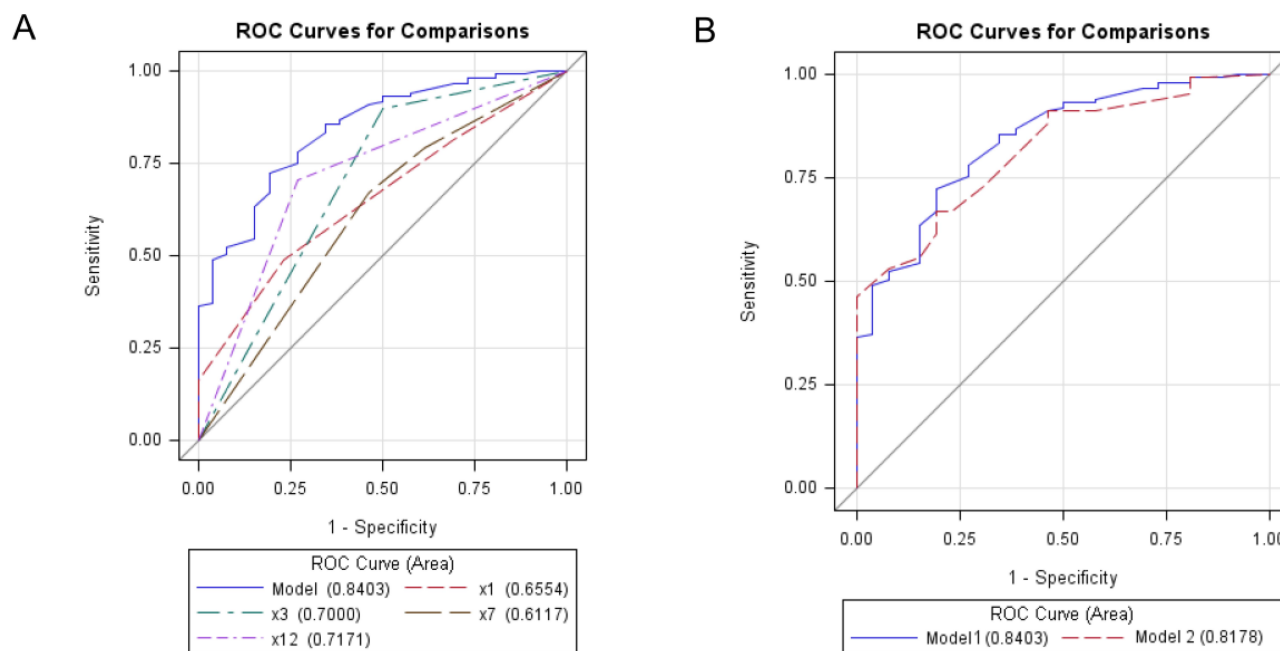 A
ROC Curves for Comparisons
1.00
0.75
0.50
0.25
0.00
Sensitivity
0.00 0.25 0.50 0.75 1.00
1 - Specificity
ROC Curve (Area)
Model (0.8403) x1 (0.6554)
x3 (0.7000) x7 (0.6117)
x12 (0.7171)
B
ROC Curves for Comparisons
1.00
0.75
0.50
0.25
0.00
Sensitivity
0.00 0.25 0.50 0.75 1.00
1 - Specificity
ROC Curve (Area)
Model1 (0.8403) Model 2 (0.8178)